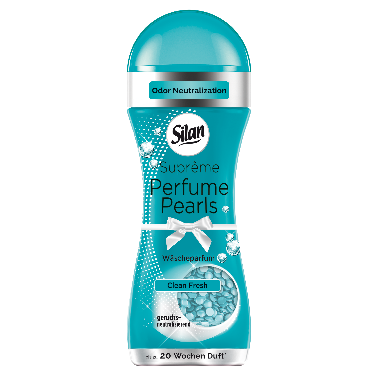 Odor Neutralization
Silan
Suprême
Perfume
Pearls
Wäscheparfum
Clean Fresh
geruchs-
neutralisierend
20 Wochen Duft*